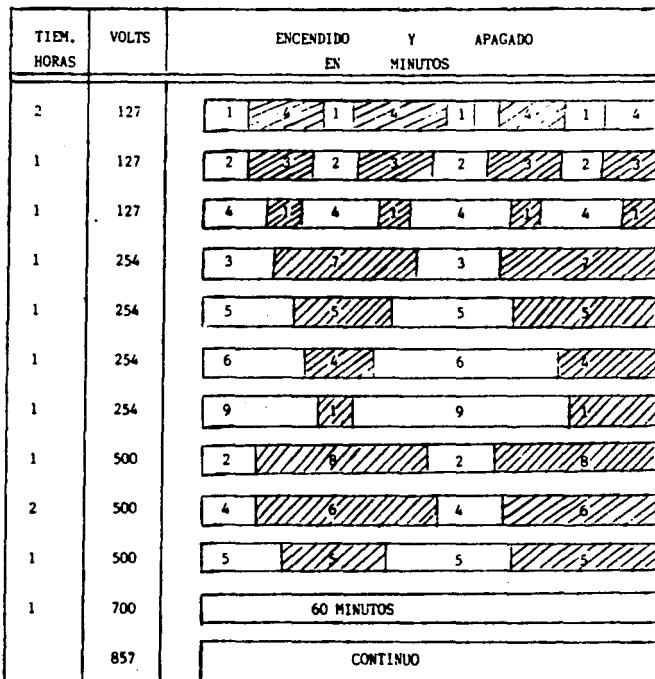 TIEM. VOLTS ENCENDIDO Y APAGADO
HORAS EN MINUTOS
2 127 1 4 1 4 1 4 1 4
1 127 2 3 2 3 2 3 2 3
1 127 4 1 4 1 4 1 4 1
1 254 3 7 3 7
1 254 5 5 5 5
1 254 6 4 6 4
1 254 9 1 9 1
1 500 2 8 2 8
2 500 4 6 4 6
1 500 5 5 5 5
1 700 60 MINUTOS
857 CONTINUO